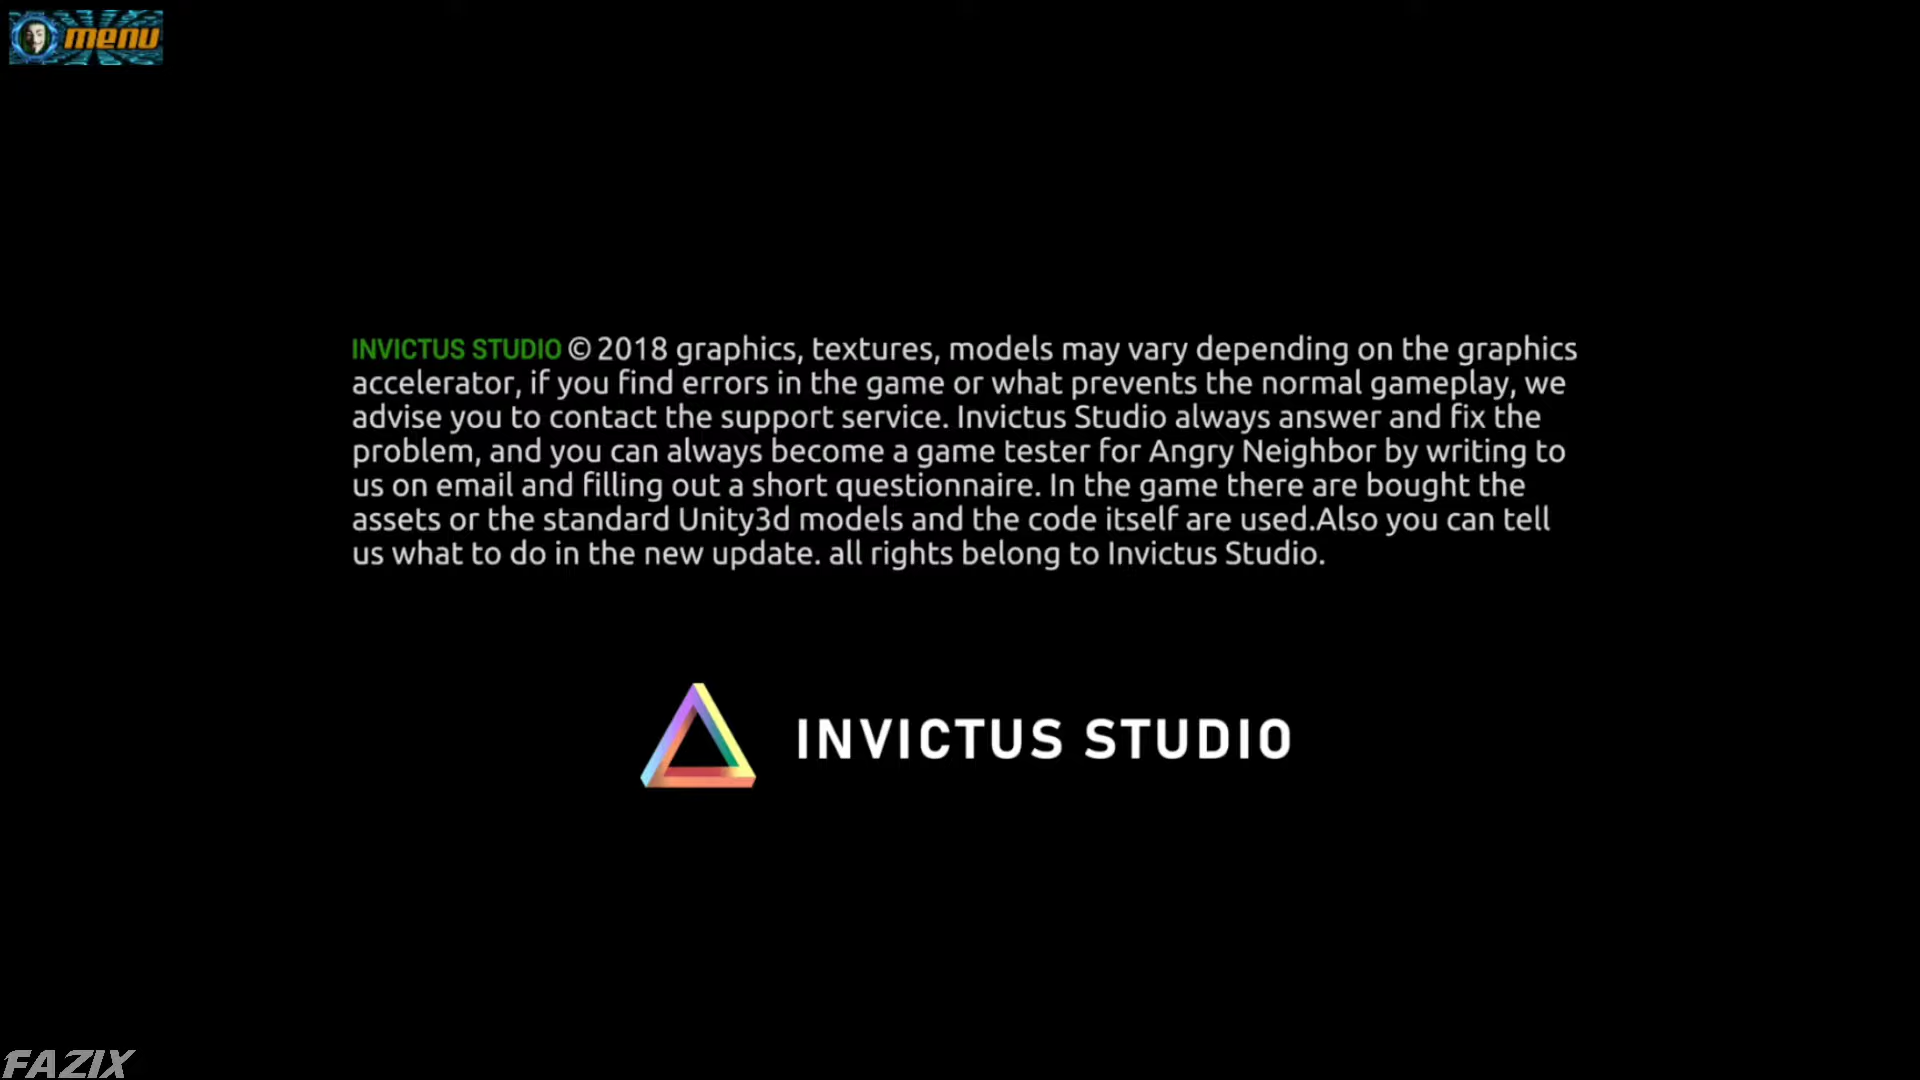 menu
INVICTUS STUDIO © 2018 graphics, textures, models may vary depending on the graphics
accelerator, if you find errors in the game or what prevents the normal gameplay, we
advise you to contact the support service. Invictus Studio always answer and fix the
problem, and you can always become a game tester for Angry Neighbor by writing to
us on email and filling out a short questionnaire. In the game there are bought the
assets or the standard Unity3d models and the code itself are used.Also you can tell
us what to do in the new update. all rights belong to Invictus Studio.
INVICTUS STUDIO
FAZIX